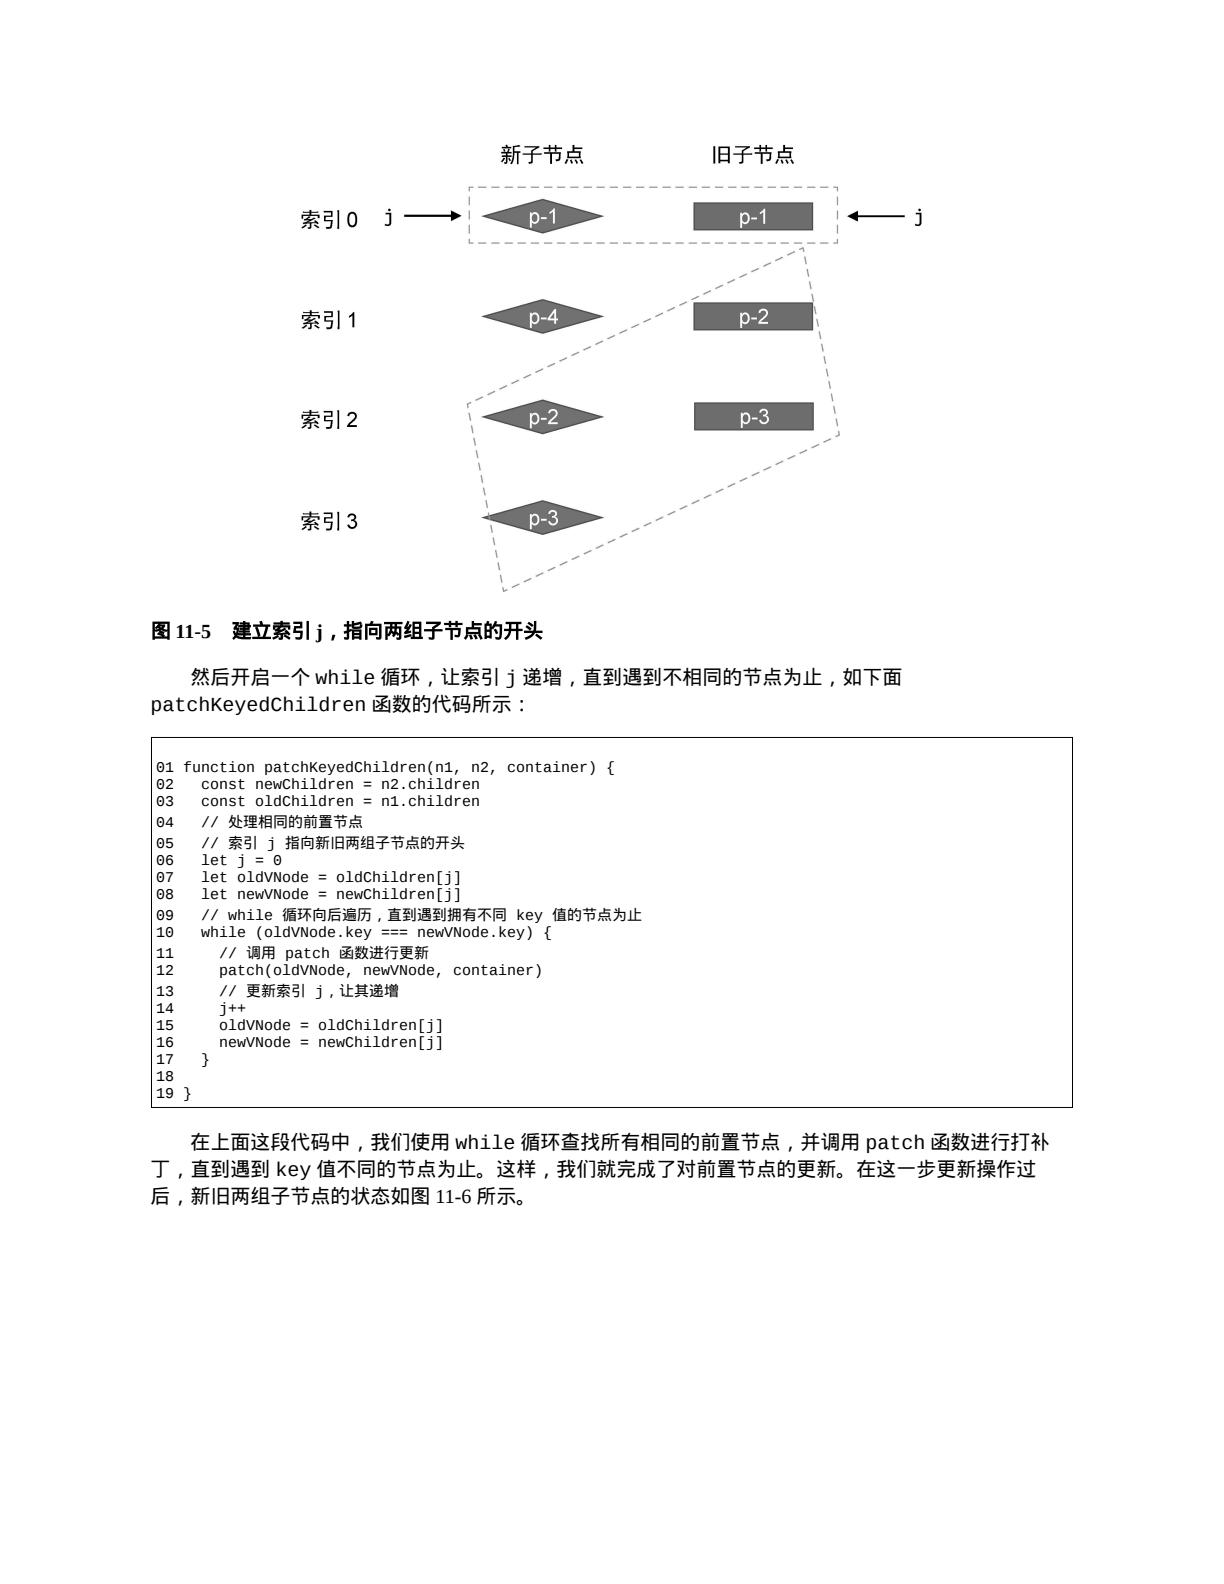 新子节点 旧子节点
索引0 j p-1 p-1 j
索引1 p-4 p-2
索引2 p-2 p-3
索引3 p-3
图 11-5 建立索引 j，指向两组子节点的开头
然后开启一个 while 循环，让索引 j 递增，直到遇到不相同的节点为止，如下面
patchKeyedChildren 函数的代码所示：
01 function patchKeyedChildren(n1, n2, container) {
02   const newChildren = n2.children
03   const oldChildren = n1.children
04   // 处理相同的前置节点
05   // 索引 j 指向新旧两组子节点的开头
06   let j = 0
07   let oldVNode = oldChildren[j]
08   let newVNode = newChildren[j]
09   // while 循环向后遍历，直到遇到拥有不同 key 值的节点为止
10   while (oldVNode.key === newVNode.key) {
11     // 调用 patch 函数进行更新
12     patch(oldVNode, newVNode, container)
13     // 更新索引 j，让其递增
14     j++
15     oldVNode = oldChildren[j]
16     newVNode = newChildren[j]
17   }
18
19 }
在上面这段代码中，我们使用 while 循环查找所有相同的前置节点，并调用 patch 函数进行打补
丁，直到遇到 key 值不同的节点为止。这样，我们就完成了对前置节点的更新。在这一步更新操作过
后，新旧两组子节点的状态如图 11-6 所示。